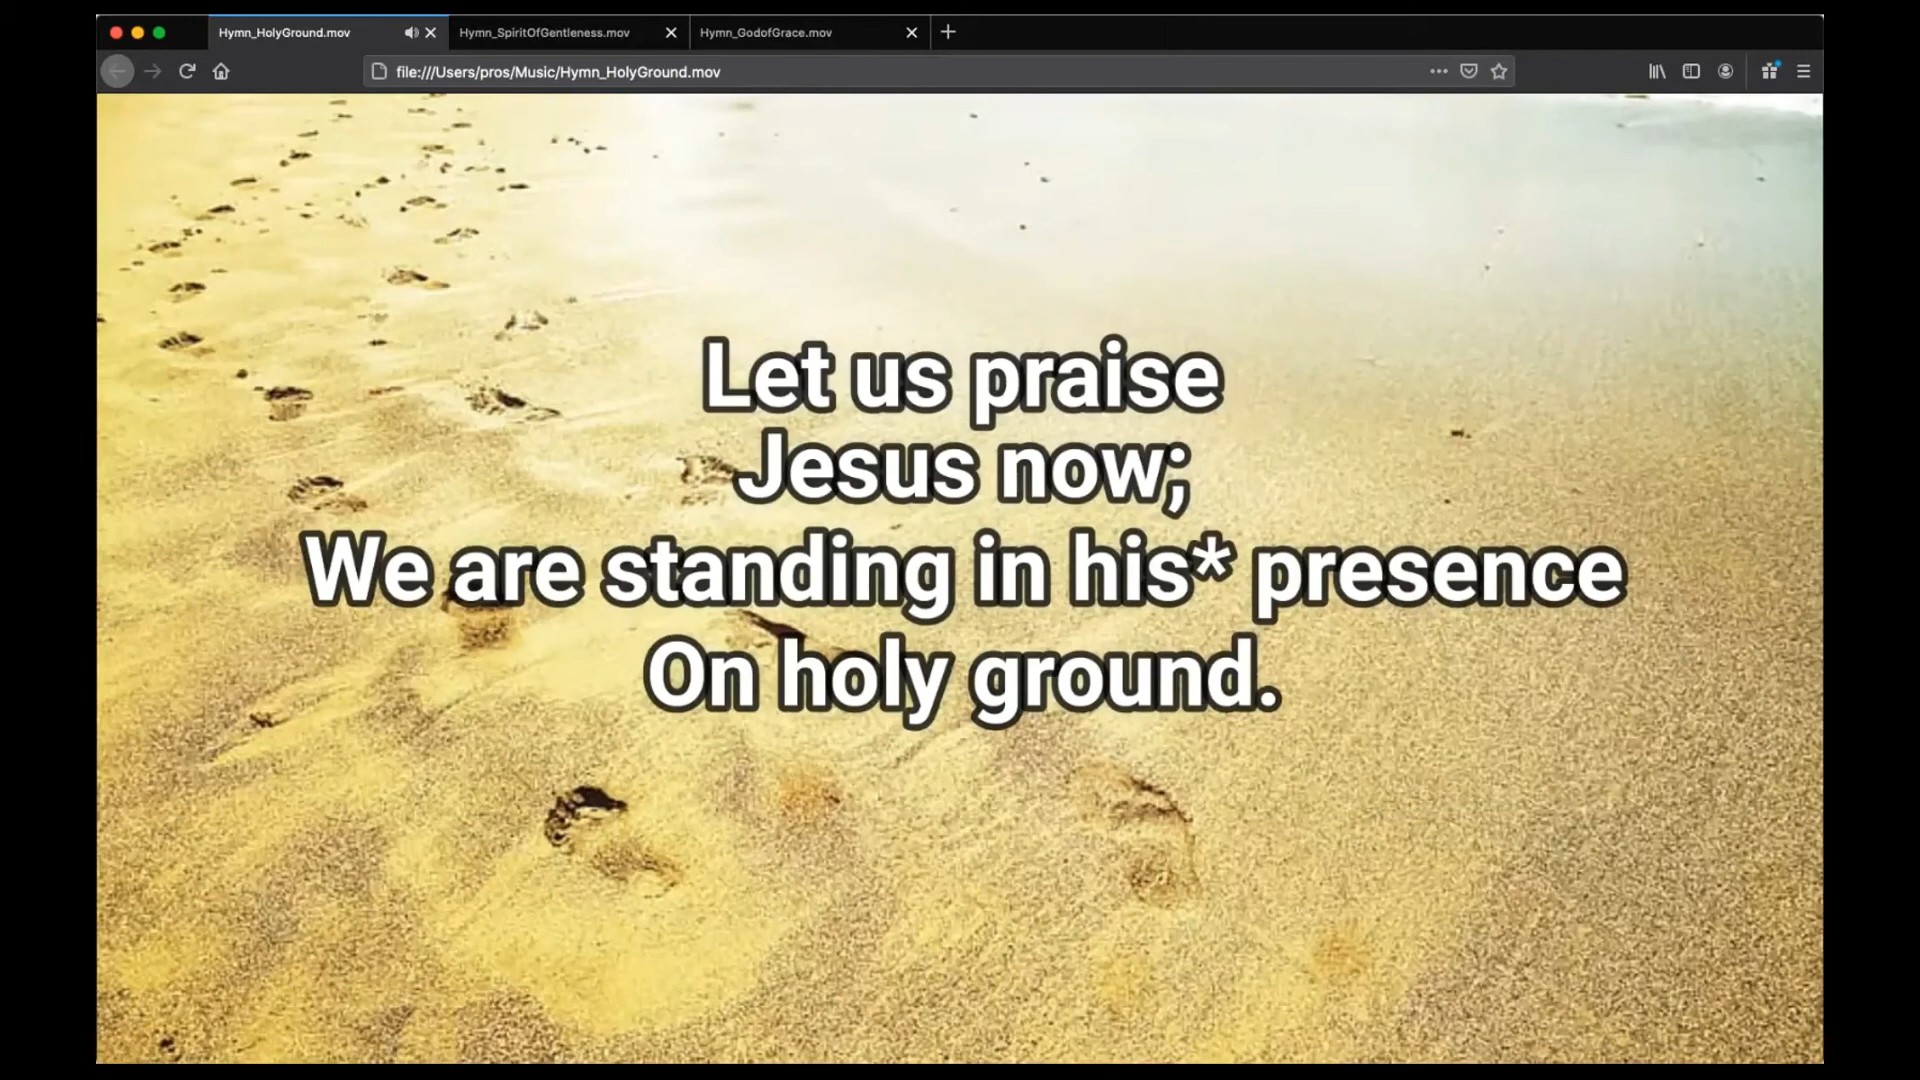 Hymn_HolyGround.mov
Hymn_SpiritOfGentleness.mov
Hymn_GodofGrace.mov
file:///Users/pros/Music/Hymn_HolyGround.mov
Let us praise
Jesus now;
We are standing in his* presence
On holy ground.